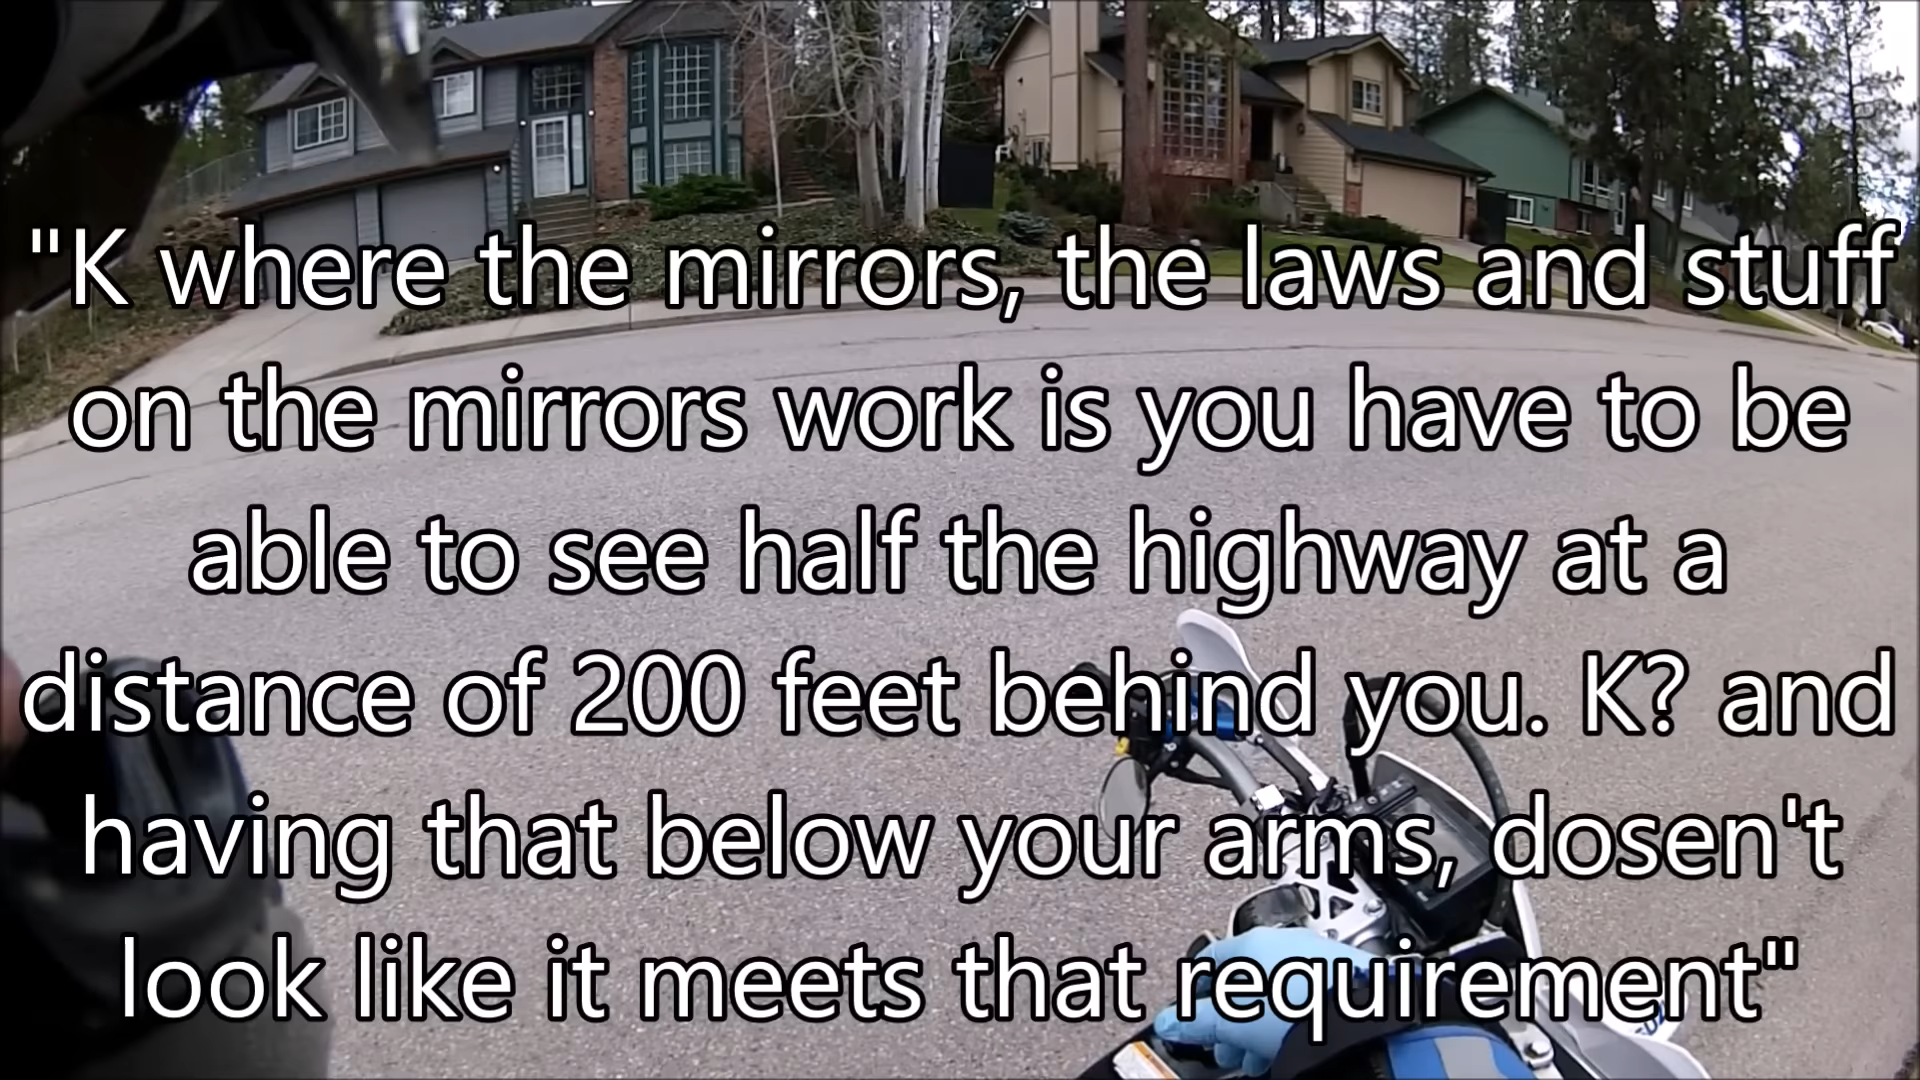 "K where the mirrors, the laws and stuff
on the mirrors work is you have to be
able to see half the highway at a
distance of 200 feet behind you. K? and
having that below your arms, dosen't
look like it meets that requirement"